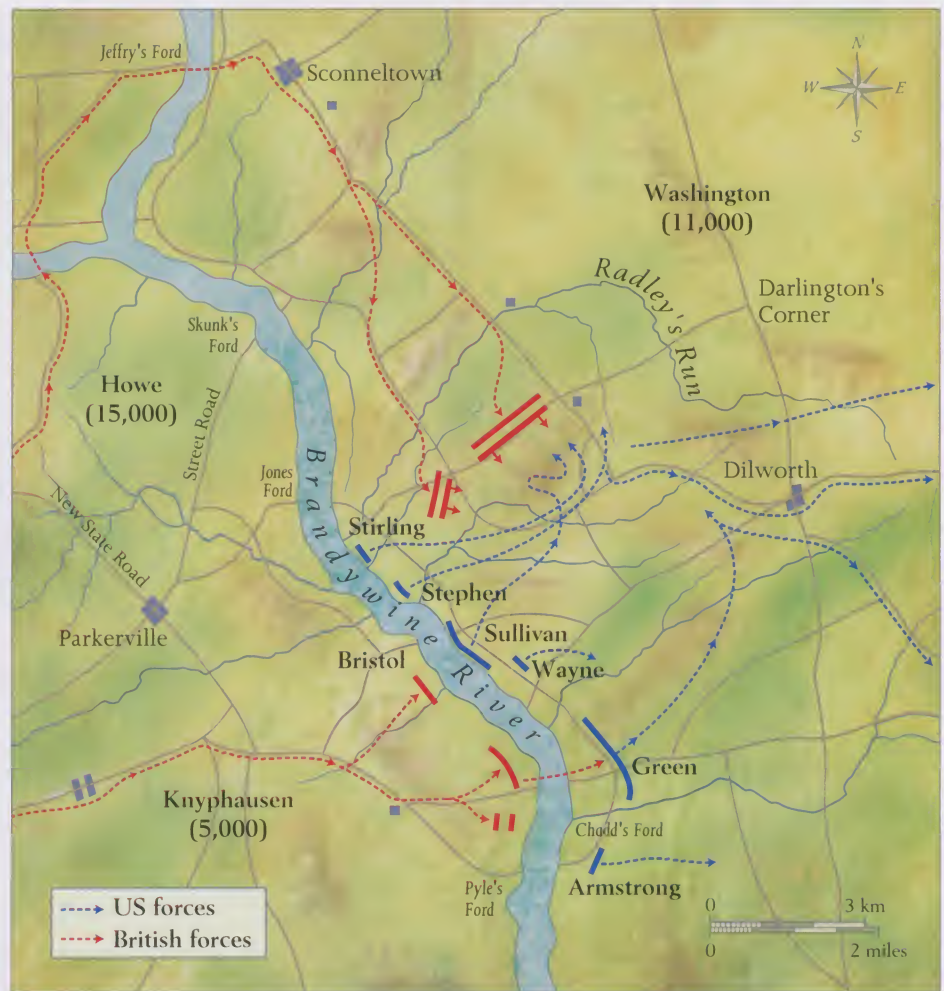 Jeffry's Ford
Sconneltown
N
W
E
S
Washington
(11,000)
Radley's Run
Darlington's
Corner
Skunk's
Ford
Howe
(15,000)
Street Road
Jones
Ford
Brandywine River
New State Road
Dilworth
Stirling
Stephen
Parkerville
Sullivan
Bristol
Wayne
Green
Knyphausen
(5,000)
Chadd's Ford
Pyle's
Ford
Armstrong
US forces
British forces
0
3 km
0
2 miles